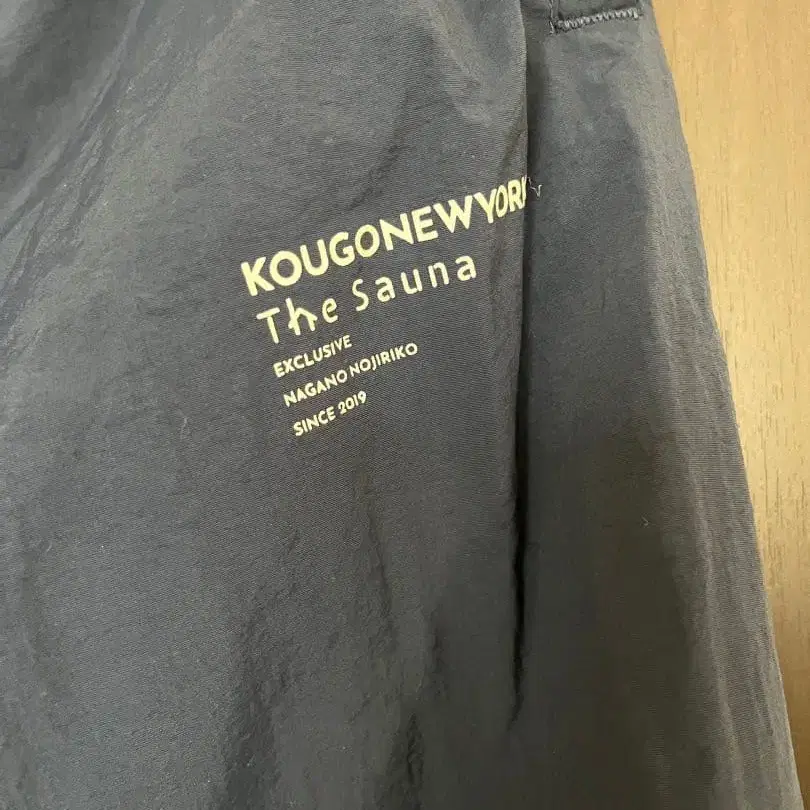 KOUGONEWYORK
The Sauna
EXCLUSIVE
NAGANO NOJIRIKO
SINCE 2019